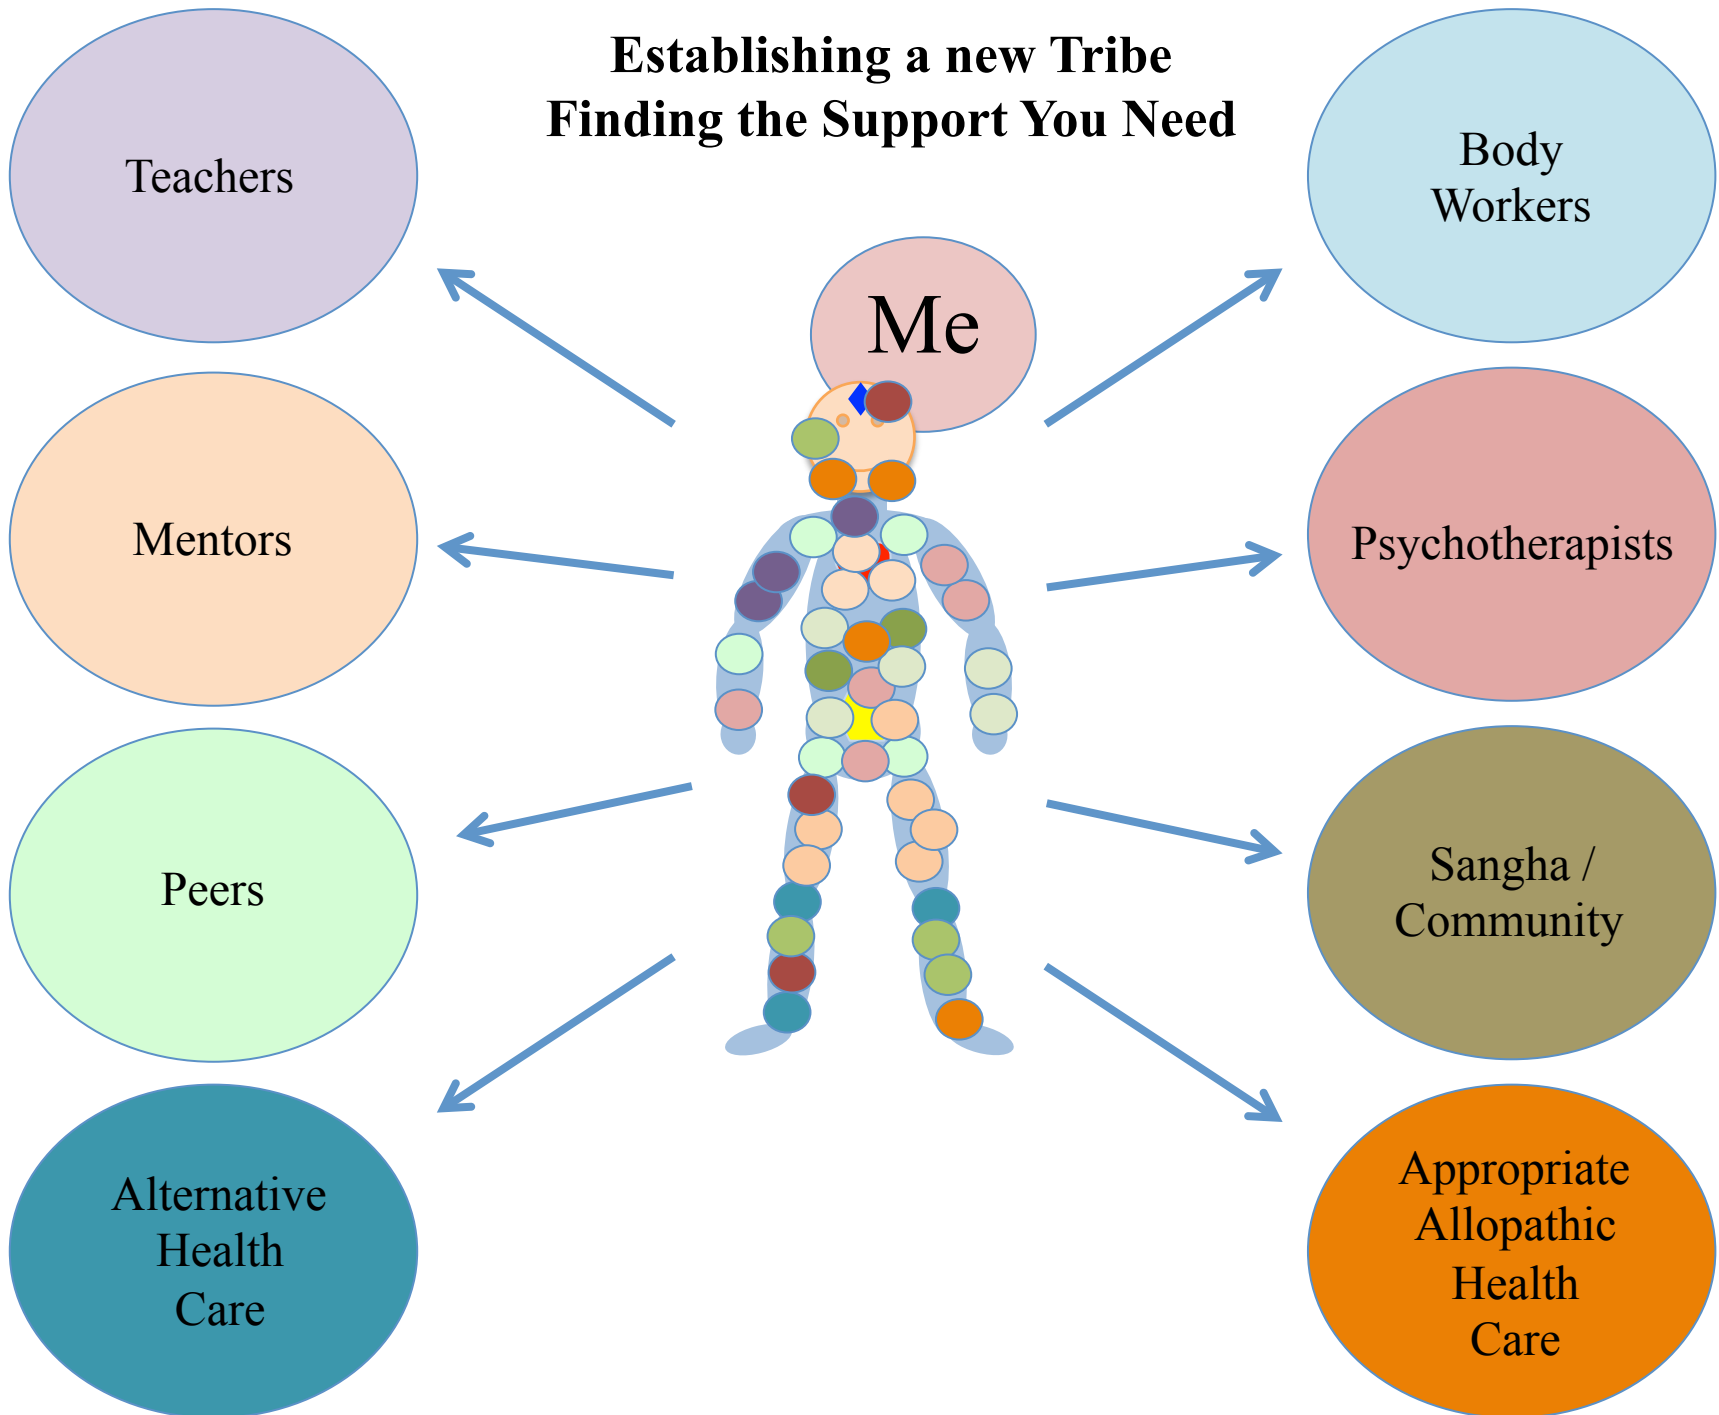 Establishing a new Tribe
Finding the Support You Need
Teachers
Body
Workers
Me
Mentors
Psychotherapists
Peers
Sangha /
Community
Alternative
Health
Care
Appropriate
Allopathic
Health
Care